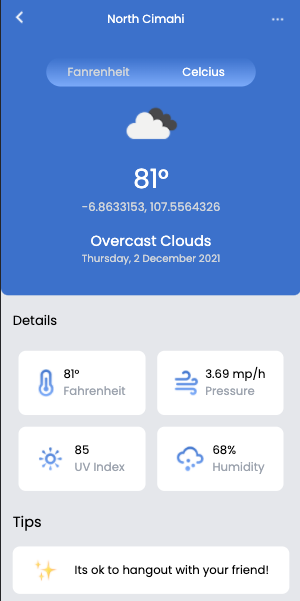 North Cimahi
Fanrenheit Celcius
81°
-6.8633153, 107.5564326
Overcast Clouds
Thursday, 2 December 2021
Details
81° 3.69 mp/h
Fahrenheit Pressure
85 68%
UV Index Humidity
Tips
Its ok to hangout with your friend!